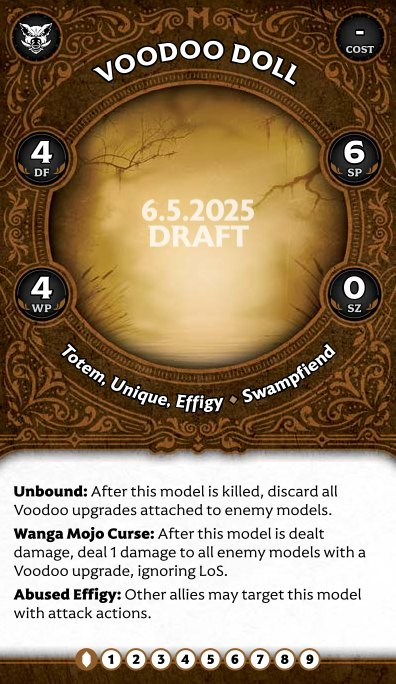 VOODOO DOLL
-
COST
4
DF
6
SP
6.5.2025
DRAFT
4
WP
0
SZ
Totem, Unique, Effigy ◆ Swampfiend
Unbound: After this model is killed, discard all
Voodoo upgrades attached to enemy models.
Wanga Mojo Curse: After this model is dealt
damage, deal 1 damage to all enemy models with a
Voodoo upgrade, ignoring LoS.
Abused Effigy: Other allies may target this model
with attack actions.
1 2 3 4 5 6 7 8 9